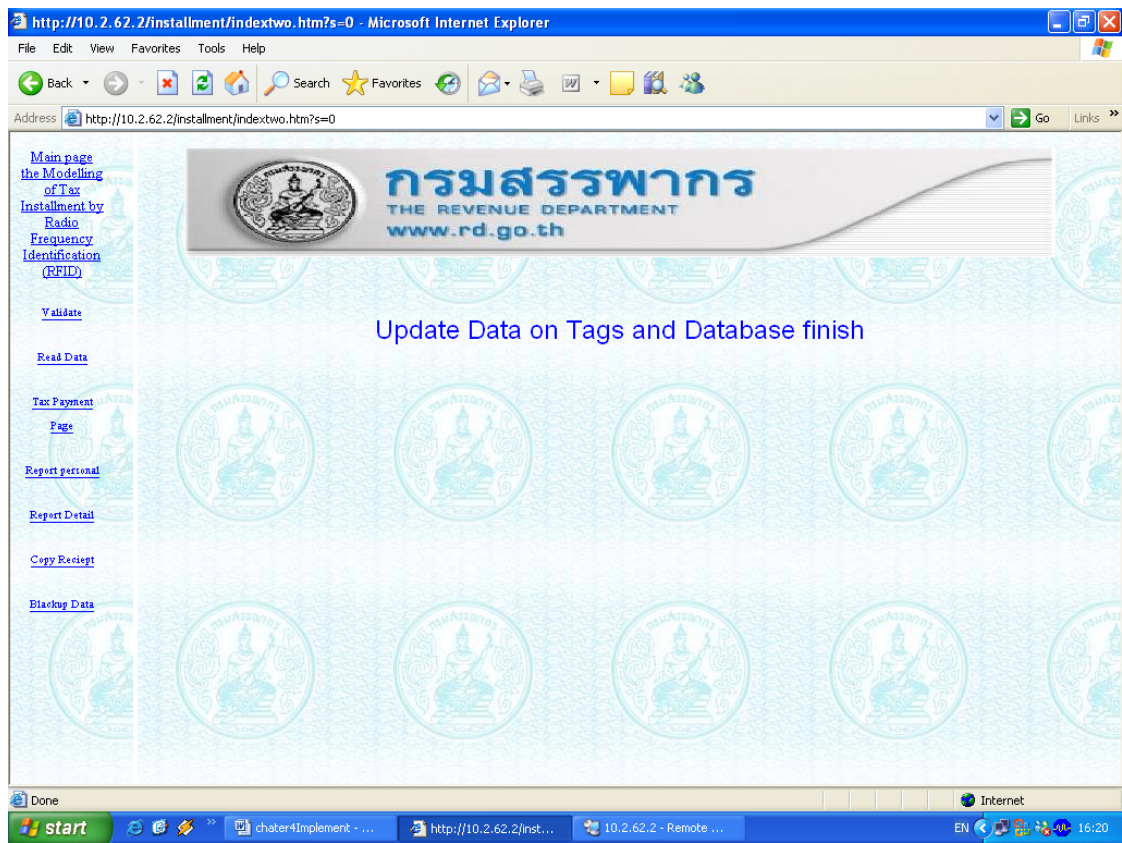 http://10.2.62.2/installment/indextwo.htm?s=0 - Microsoft Internet Explorer
File Edit View Favorites Tools Help
Back Search Favorites
Address http://10.2.62.2/installment/indextwo.htm?s=0 Go Links »
Main page
the Modelling
of Tax
Installment by
Radio
Frequency
Identification
(RFID)
Validate
Read Data
Tax Payment
Page
Report personal
Report Detail
Copy Reciept
Blackup Data
กรมสรรพากร
THE REVENUE DEPARTMENT
www.rd.go.th
Update Data on Tags and Database finish
Done Internet
start » chater4Implement - ... http://10.2.62.2/inst... 10.2.62.2 - Remote ... EN 16:20